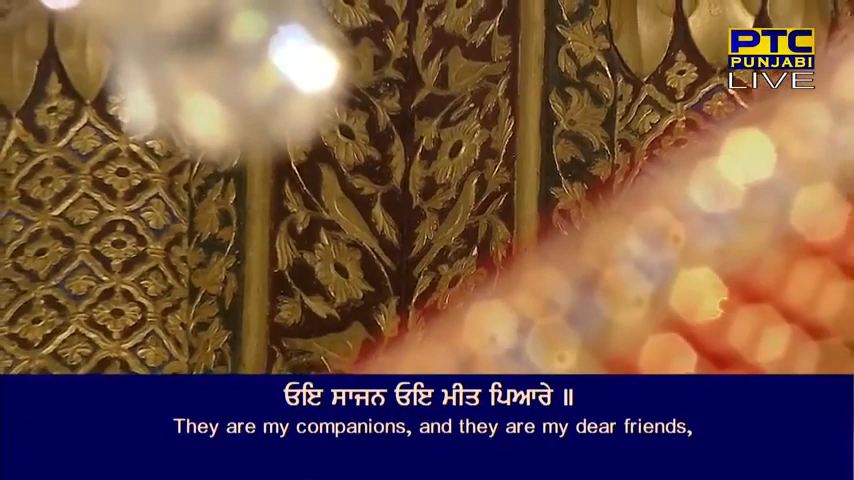 PTC
PUNJABI
LIVE
ਓਇ ਸਾਜਨ ਓਇ ਮੀਤ ਪਿਆਰੇ ॥
They are my companions, and they are my dear friends,